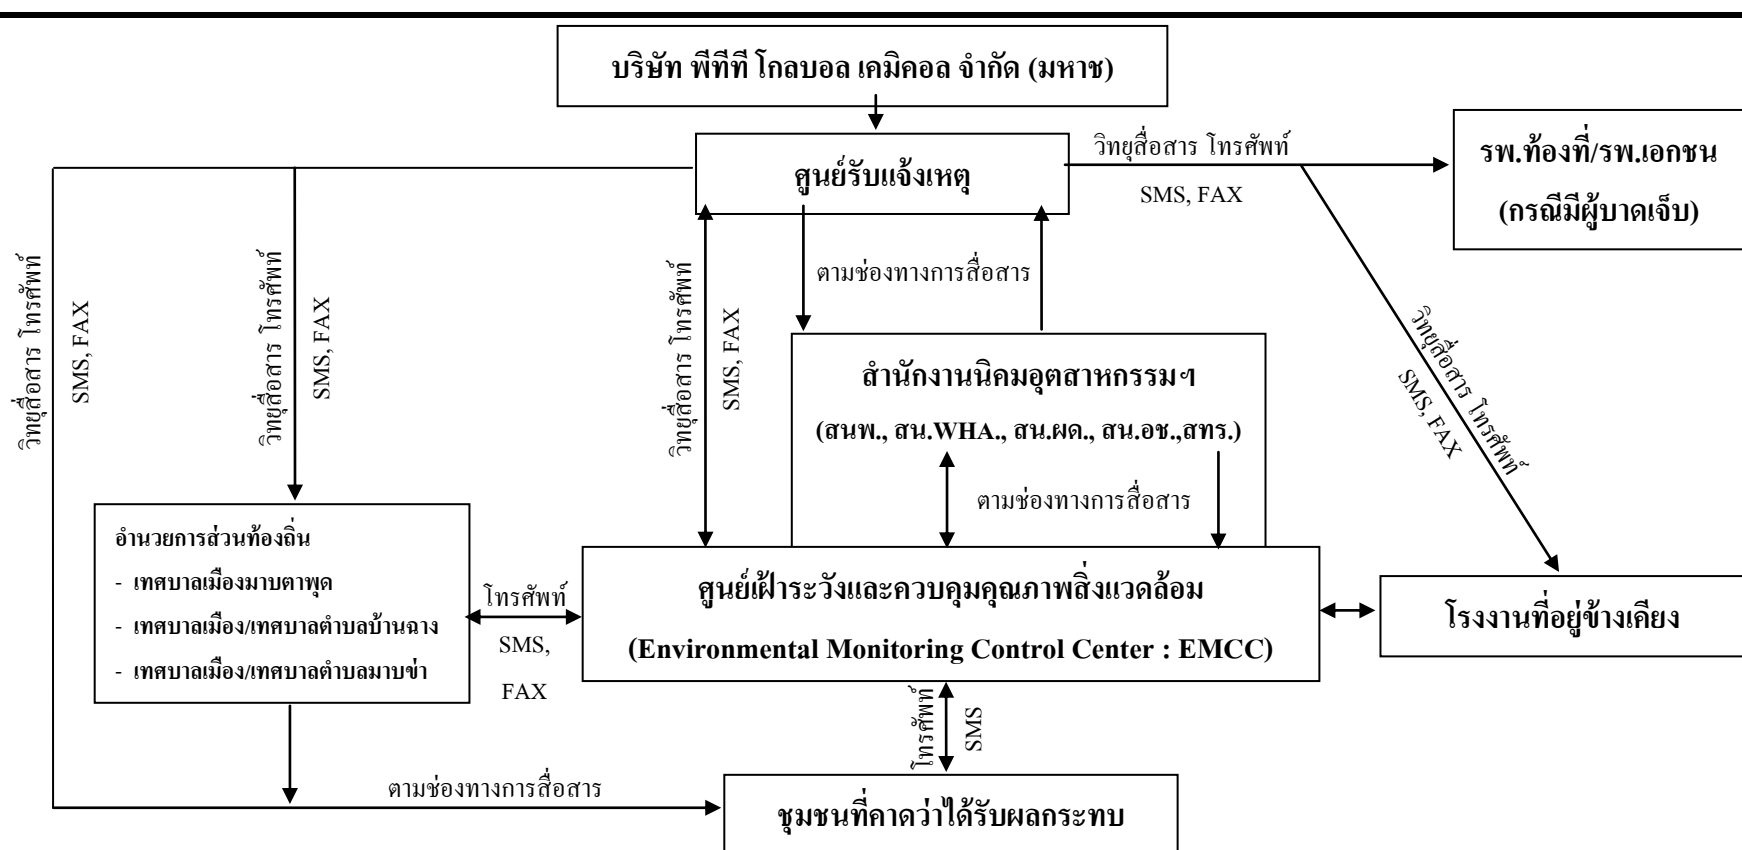 บริษัท พีทีที โกลบอล เคมิคอล จำกัด (มหาช)
ศูนย์รับแจ้งเหตุ
วิทยุสื่อสาร โทรศัพท์
SMS, FAX
รพ.ท้องที่/รพ.เอกชน
(กรณีมีผู้บาดเจ็บ)
วิทยุสื่อสาร โทรศัพท์
SMS, FAX
วิทยุสื่อสาร โทรศัพท์
SMS, FAX
วิทยุสื่อสาร โทรศัพท์
SMS, FAX
ตามช่องทางการสื่อสาร
วิทยุสื่อสาร โทรศัพท์
SMS, FAX
สำนักงานนิคมอุตสาหกรรมฯ
(สนพ., สน.WHA., สน.ผด., สน.อช.,สทร.)
ตามช่องทางการสื่อสาร
อำนวยการส่วนท้องถิ่น
- เทศบาลเมืองมาบตาพุด
- เทศบาลเมือง/เทศบาลตำบลบ้านฉาง
- เทศบาลเมือง/เทศบาลตำบลมาบข่า
โทรศัพท์
SMS,
FAX
ศูนย์เฝ้าระวังและควบคุมคุณภาพสิ่งแวดล้อม
(Environmental Monitoring Control Center : EMCC)
โรงงานที่อยู่ข้างเคียง
โทรศัพท์
SMS
ตามช่องทางการสื่อสาร
ชุมชนที่คาดว่าได้รับผลกระทบ